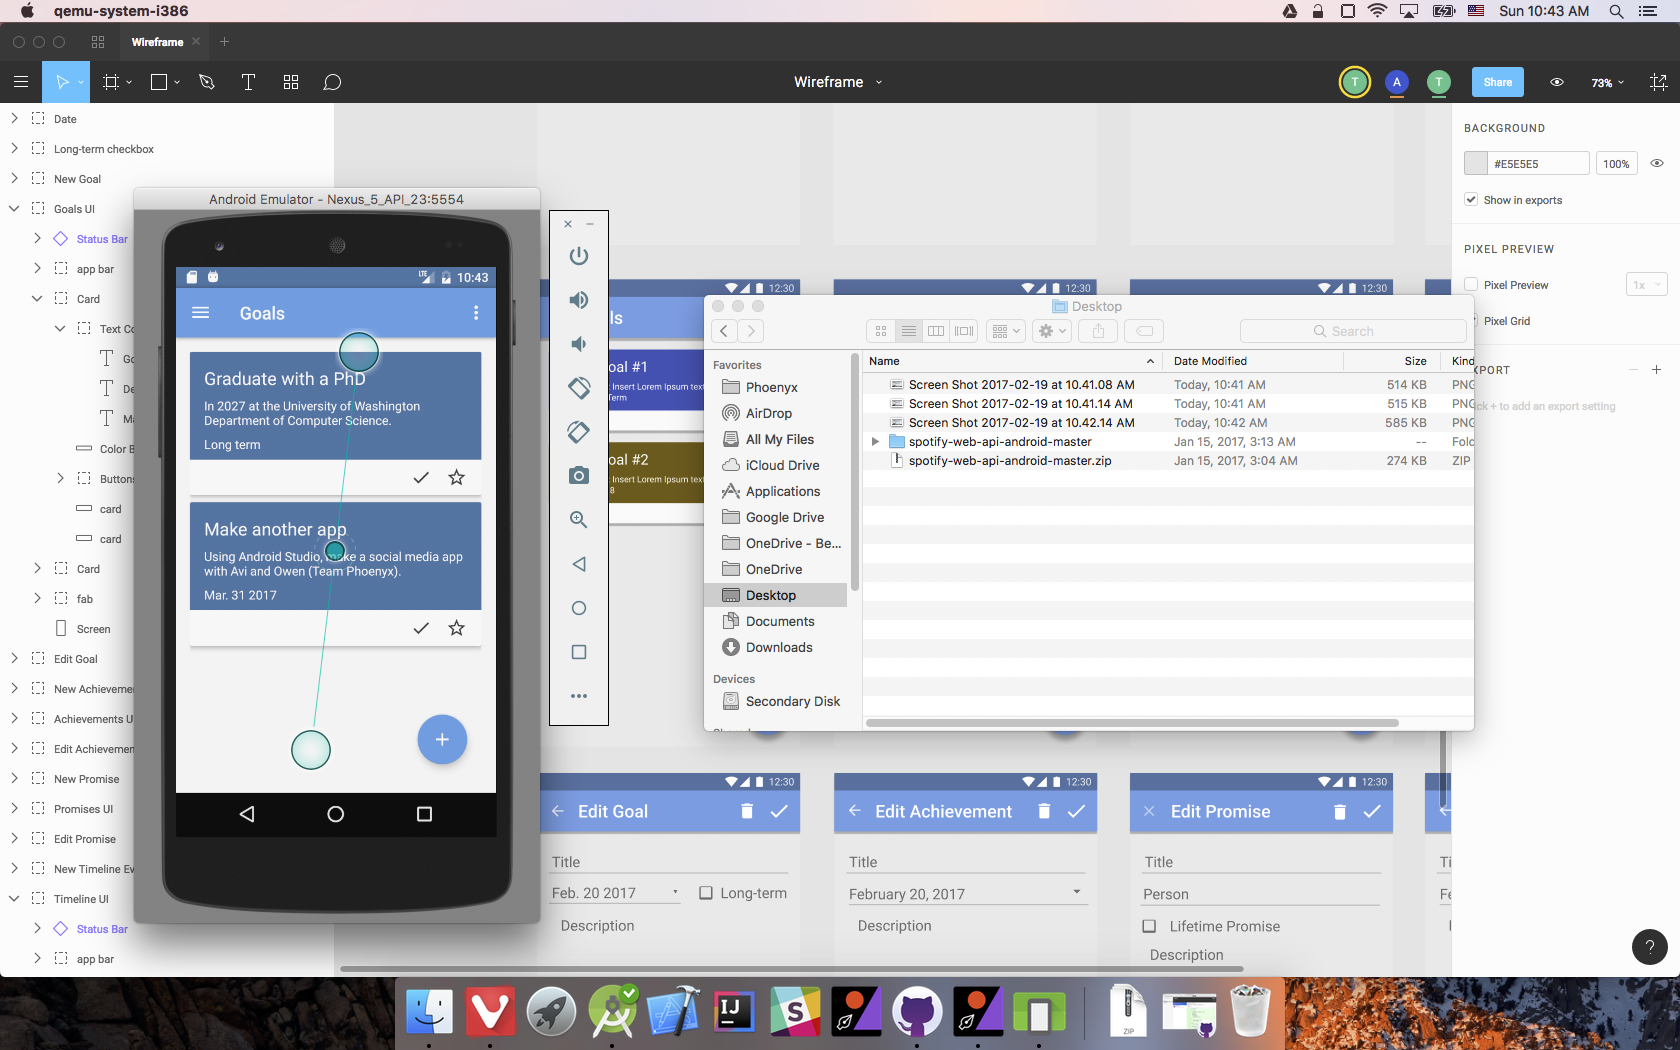 qemu-system-i386
Sun 10:43 AM
Wireframe
Wireframe
T
A
T
Share
73%
Date
Long-term checkbox
New Goal
Goals UI
Status Bar
app bar
Card
Text Co
Go
De
Ma
Color B
Button
card
card
Card
fab
Screen
Edit Goal
New Achieveme
Achievements U
Edit Achievemen
New Promise
Promises UI
Edit Promise
New Timeline Ev
Timeline UI
Status Bar
app bar
Android Emulator - Nexus_5_API_23:5554
LTE
10:43
Goals
Graduate with a PhD
In 2027 at the University of Washington
Department of Computer Science.
Long term
Make another app
Using Android Studio, make a social media app
with Avi and Owen (Team Phoenyx).
Mar. 31 2017
12:30
12:30
12:30
ls
oal #1
Insert Lorem Ipsum text
Term
oal #2
Insert Lorem Ipsum text
8
Desktop
Search
Favorites
Phoenyx
AirDrop
All My Files
iCloud Drive
Applications
Google Drive
OneDrive - Be...
OneDrive
Desktop
Documents
Downloads
Devices
Secondary Disk
Name Date Modified Size Kind
Screen Shot 2017-02-19 at 10.41.08 AM Today, 10:41 AM 514 KB PNG
Screen Shot 2017-02-19 at 10.41.14 AM Today, 10:41 AM 515 KB PNG
Screen Shot 2017-02-19 at 10.42.14 AM Today, 10:42 AM 585 KB PNG
spotify-web-api-android-master Jan 15, 2017, 3:13 AM -- Fold
spotify-web-api-android-master.zip Jan 15, 2017, 3:04 AM 274 KB ZIP
BACKGROUND
#E5E5E5
100%
Show in exports
PIXEL PREVIEW
Pixel Preview
1x
Pixel Grid
XPORT
ck + to add an export setting
12:30
Edit Goal
Title
Feb. 20 2017
Long-term
Description
12:30
Edit Achievement
Title
February 20, 2017
Description
12:30
Edit Promise
Title
Person
Lifetime Promise
Description
Ti
Fe
?
IJ
S
ZIP